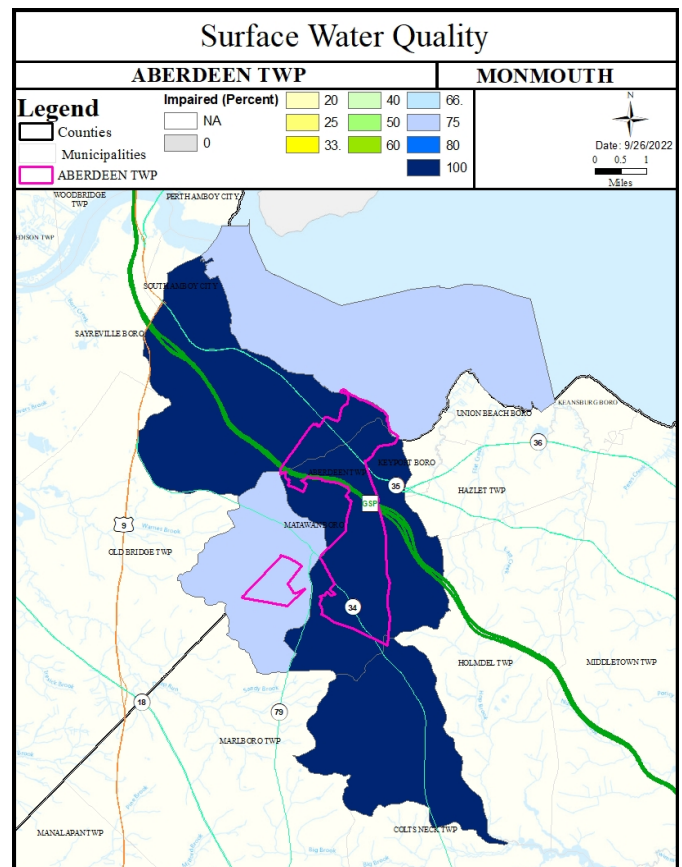 Surface Water Quality
ABERDEEN TWP
MONMOUTH
Legend
Counties
Municipalities
ABERDEEN TWP
Impaired (Percent)
NA
0
20
25
33.
40
50
60
66.
75
80
100
N
Date: 9/26/2022
0 0.5 1
Miles
WOODBRIDGE
TWP
PERTH AMBOY CITY
EDISON TWP
SOUTH AMBOY CITY
SAYREVILLE BORO
UNION BEACH BORO
KEANSBURG BORO
36
KEYPORT BORO
ABERDEEN TWP
35
HAZLET TWP
GSP
MATAWAN BORO
9
Warnes Brook
OLD BRIDGE TWP
34
HOLMDEL TWP
MIDDLETOWN TWP
18
79
MARLBORO TWP
MANALAPAN TWP
COLTS NECK TWP
Big Brook